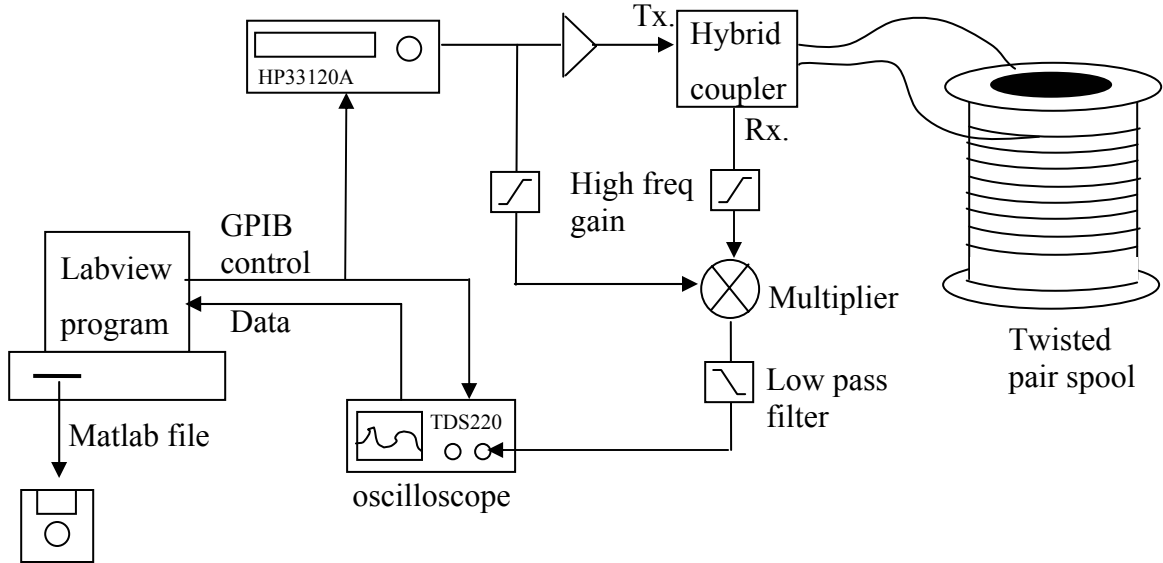 Tx.
Hybrid
coupler
HP33120A
Rx.
High freq
gain
GPIB
control
Labview
program
Data
Multiplier
Twisted
pair spool
Low pass
filter
TDS220
Matlab file
oscilloscope